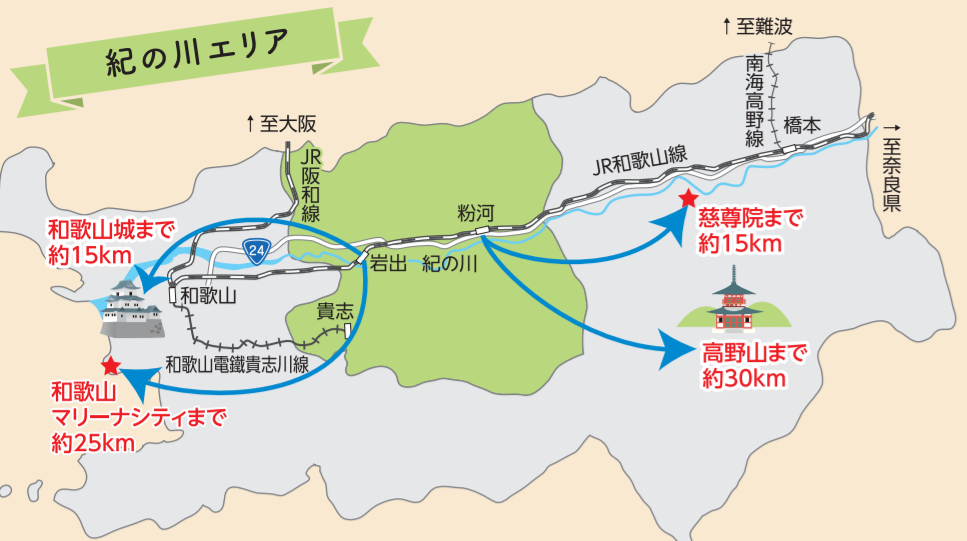 紀の川エリア
↑至難波
南海高野線
橋本
→至奈良県
↑至大阪
JR阪和線
JR和歌山線
和歌山城まで
約15km
24
粉河
慈尊院まで
約15km
岩出
紀の川
和歌山
貴志
和歌山電鐵貴志川線
高野山まで
約30km
和歌山
マリーナシティまで
約25km